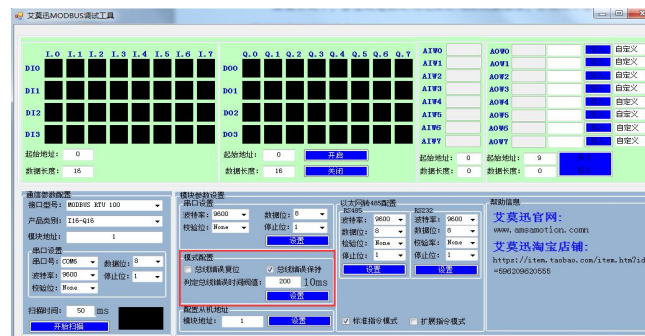 艾莫迅MODBUS调试工具
I.0 I.1 I.2 I.3 I.4 I.5 I.6 I.7
Q.0 Q.1 Q.2 Q.3 Q.4 Q.5 Q.6 Q.7
DI0
DI1
DI2
DI3
DO0
DO1
DO2
DO3
AIW0
AIW1
AIW2
AIW3
AIW4
AIW5
AIW6
AIW7
AOW0 自定义
AOW1 自定义
AOW2 自定义
AOW3 自定义
AOW4 自定义
AOW5 自定义
AOW6 自定义
AOW7 自定义
起始地址: 0
数据长度: 16
起始地址: 0 开启
数据长度: 16 关闭
起始地址: 0
数据长度: 8
起始地址: 9
数据长度: 8
通信参数配置
接口型号: MODBUS RTU 100
产品类别: I16-Q16
模块地址: 1
串口设置
串口号: COM6 数据位: 8
波特率: 9600 停止位: 1
校验位: None
扫描时间: 50 ms
开始扫描
模块参数设置
串口设置
波特率: 9600 数据位: 8
校验位: None 停止位: 1
设置
模式配置
总线错误复位 总线错误保持
判定总线错误时间阀值: 200 10ms
设置
配置从机地址
模块地址: 1 设置
以太网转485配置
RS485
波特率: 9600
数据位: 8
检验位: None
停止位: 1
设置
RS232
波特率: 9600
数据位: 8
校验位: None
停止位: 1
设置
标准指令模式 扩展指令模式
帮助信息
艾莫迅官网:
www.amsamotion.comn
艾莫迅淘宝店铺:
https://item.taobao.com/item.htm?id
=596209620555